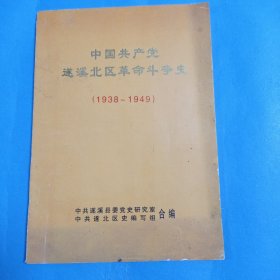 中国共产党
遂溪北区革命斗争史
(1938-1949)
中共遂溪县委党史研究室
中共遂北区史编写组 合编